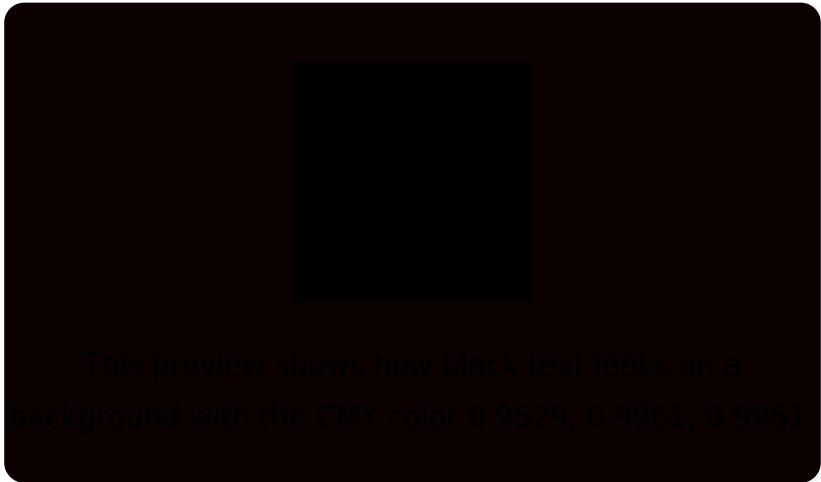 This preview shows how black text looks on a
background with the CMY color 0.9529, 0.9961, 0.9961.